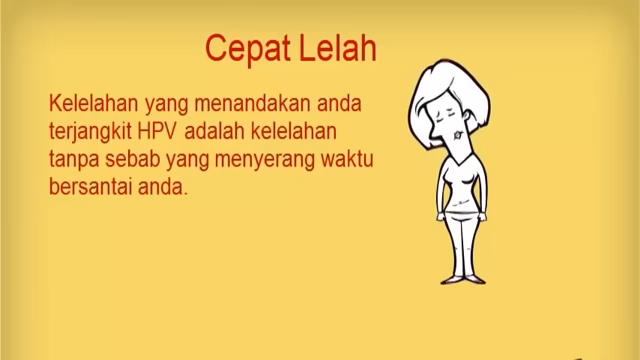 Cepat Lelah
Kelelahan yang menandakan anda
terjangkit HPV adalah kelelahan
tanpa sebab yang menyerang waktu
bersantai anda.